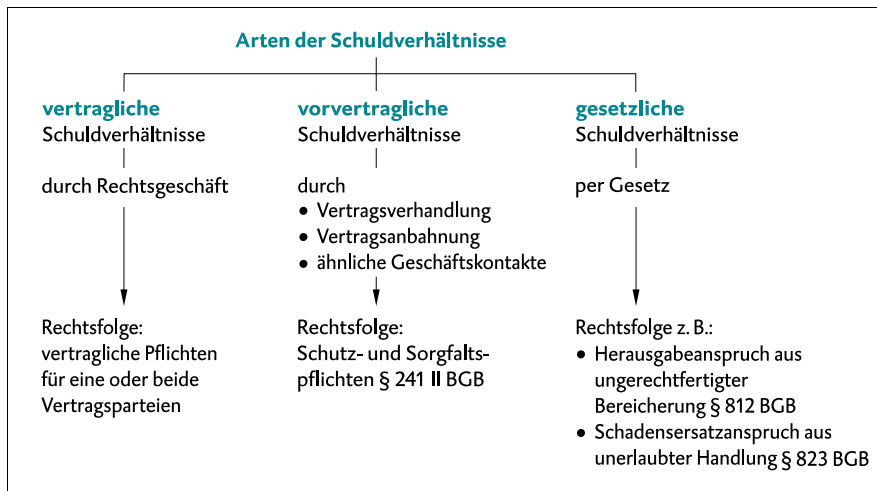 Arten der Schuldverhältnisse
vertragliche
Schuldverhältnisse
durch Rechtsgeschäft
Rechtsfolge:
vertragliche Pflichten
für eine oder beide
Vertragsparteien
vorvertragliche
Schuldverhältnisse
durch
• Vertragsverhandlung
• Vertragsanbahnung
• ähnliche Geschäftskontakte
Rechtsfolge:
Schutz- und Sorgfalts-
pflichten § 241 II BGB
gesetzliche
Schuldverhältnisse
per Gesetz
Rechtsfolge z. B.:
• Herausgabeanspruch aus
ungerechtfertigter
Bereicherung § 812 BGB
• Schadensersatzanspruch aus
unerlaubter Handlung § 823 BGB